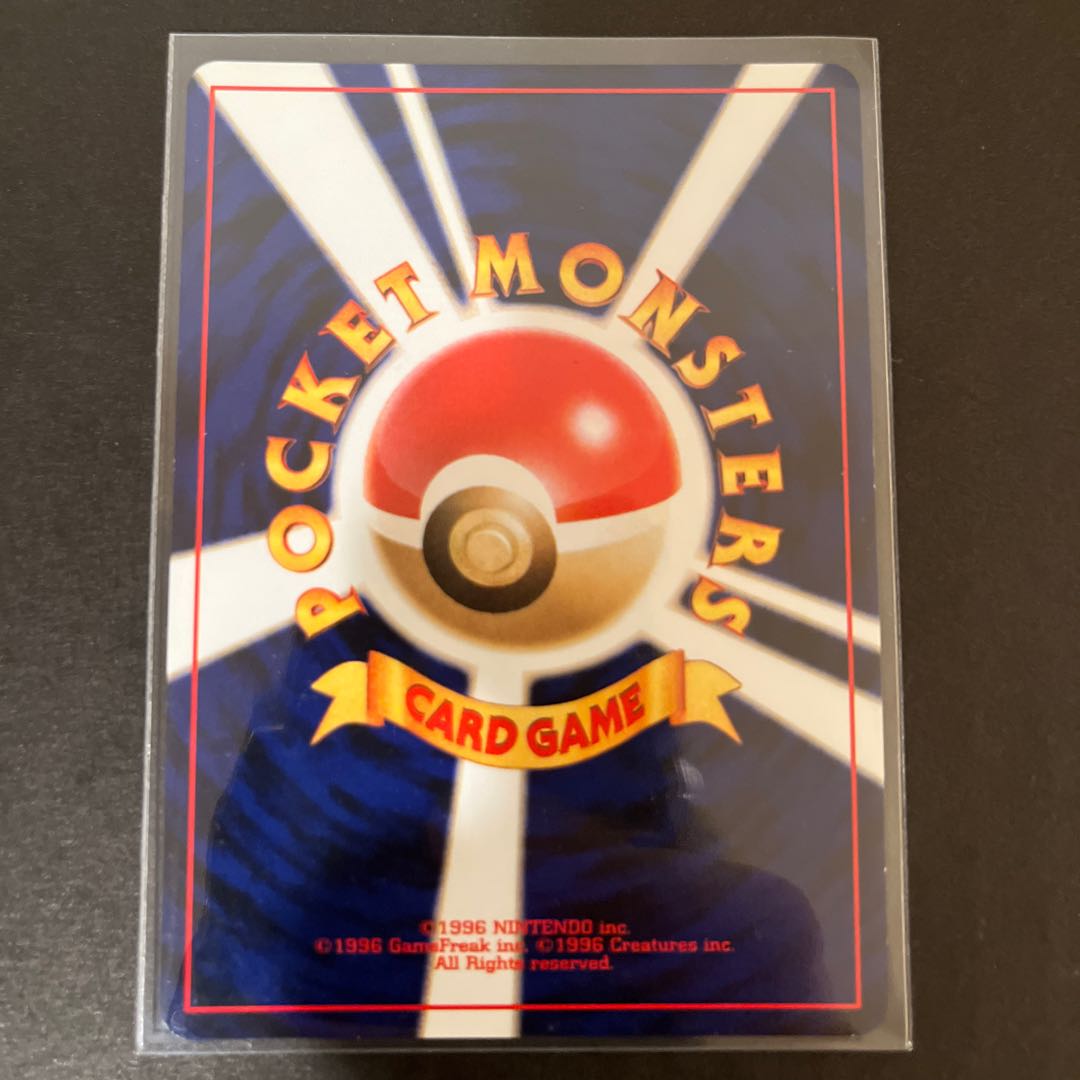 POCKET MONSTERS
CARD GAME
©1996 NINTENDO inc.
©1996 GameFreak inc. ©1996 Creatures inc.
All Rights reserved.